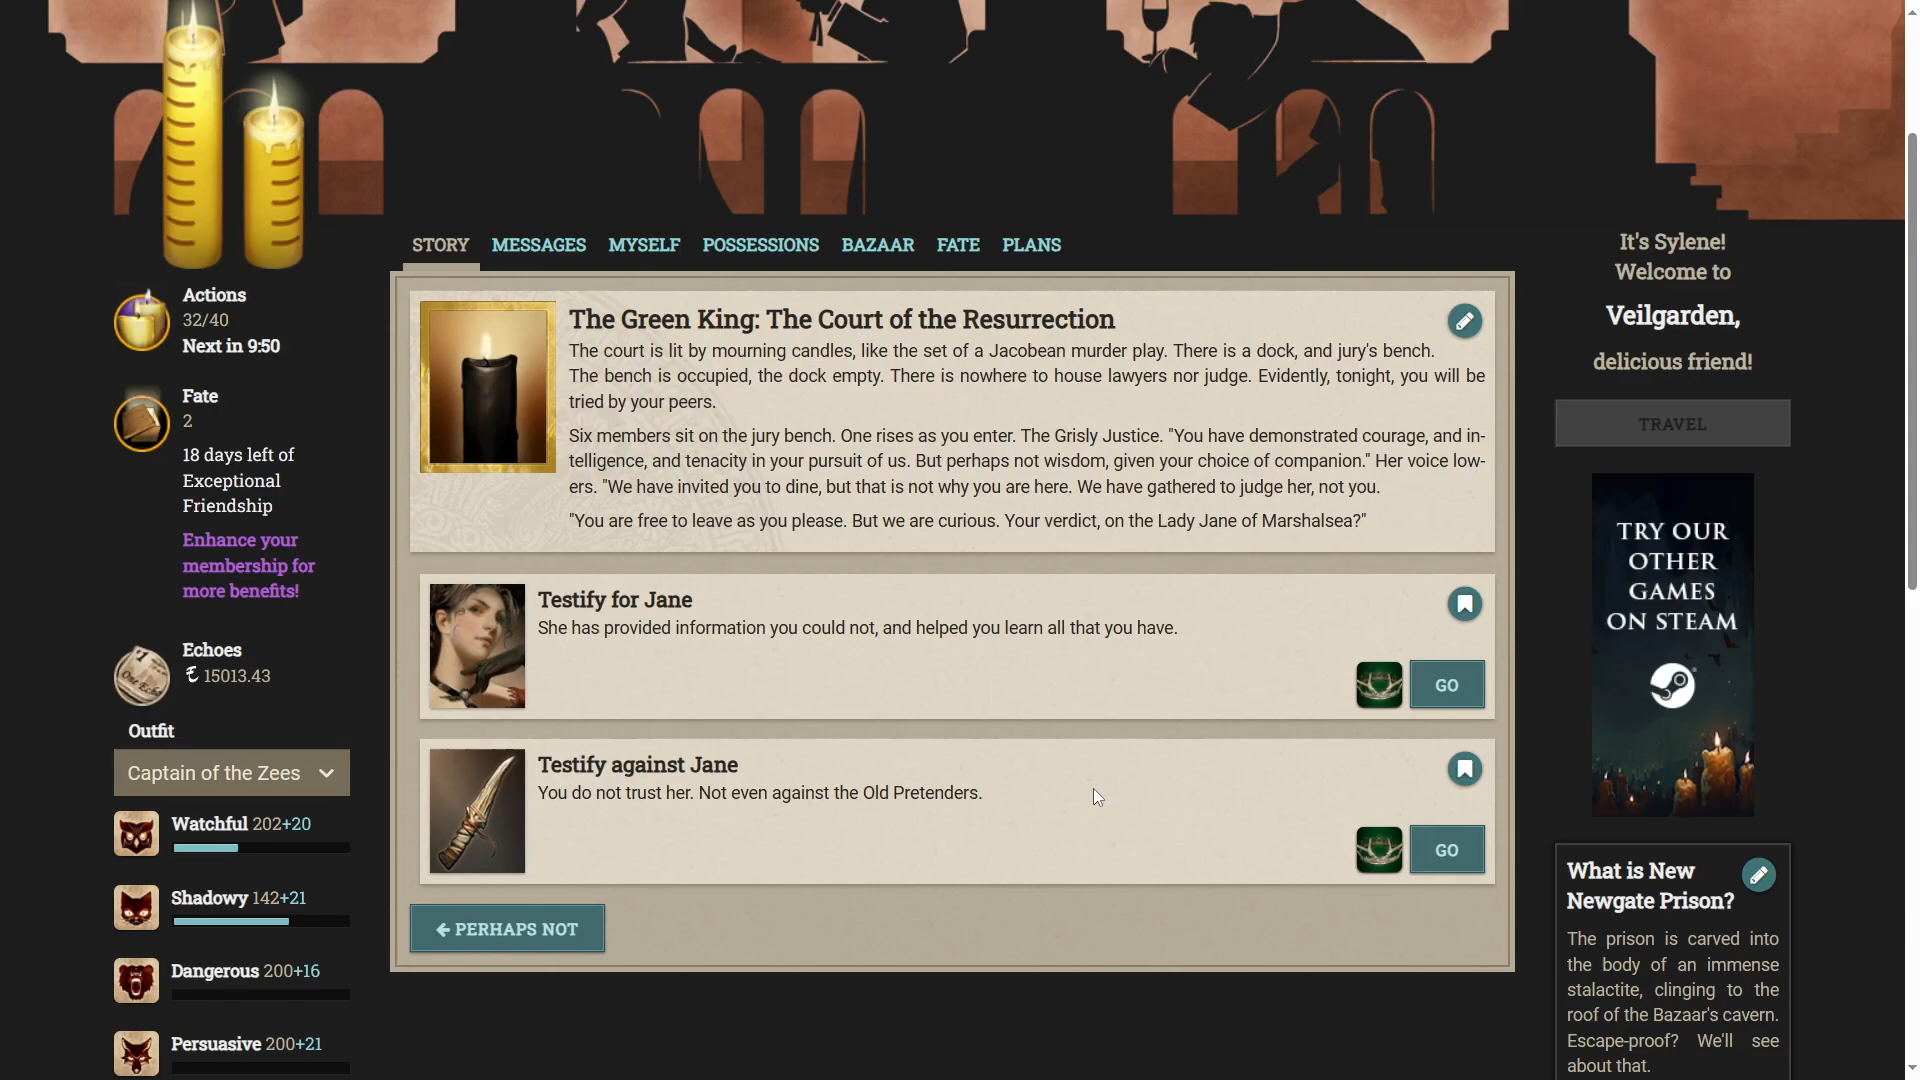 STORY MESSAGES MYSELF POSSESSIONS BAZAAR FATE PLANS
Actions
32/40
Next in 9:50
Fate
2
18 days left of
Exceptional
Friendship
Enhance your
membership for
more benefits!
Echoes
15013.43
Outfit
Captain of the Zees
Watchful 202+20
Shadowy 142+21
Dangerous 200+16
Persuasive 200+21
The Green King: The Court of the Resurrection
The court is lit by mourning candles, like the set of a Jacobean murder play. There is a dock, and jury's bench.
The bench is occupied, the dock empty. There is nowhere to house lawyers nor judge. Evidently, tonight, you will be
tried by your peers.
Six members sit on the jury bench. One rises as you enter. The Grisly Justice. "You have demonstrated courage, and in-
telligence, and tenacity in your pursuit of us. But perhaps not wisdom, given your choice of companion." Her voice low-
ers. "We have invited you to dine, but that is not why you are here. We have gathered to judge her, not you.
"You are free to leave as you please. But we are curious. Your verdict, on the Lady Jane of Marshalsea?"
Testify for Jane
She has provided information you could not, and helped you learn all that you have.
GO
Testify against Jane
You do not trust her. Not even against the Old Pretenders.
GO
PERHAPS NOT
It's Sylene!
Welcome to
Veilgarden,
delicious friend!
TRAVEL
TRY OUR
OTHER
GAMES
ON STEAM
What is New
Newgate Prison?
The prison is carved into
the body of an immense
stalactite, clinging to the
roof of the Bazaar's cavern.
Escape-proof? We'll see
about that.